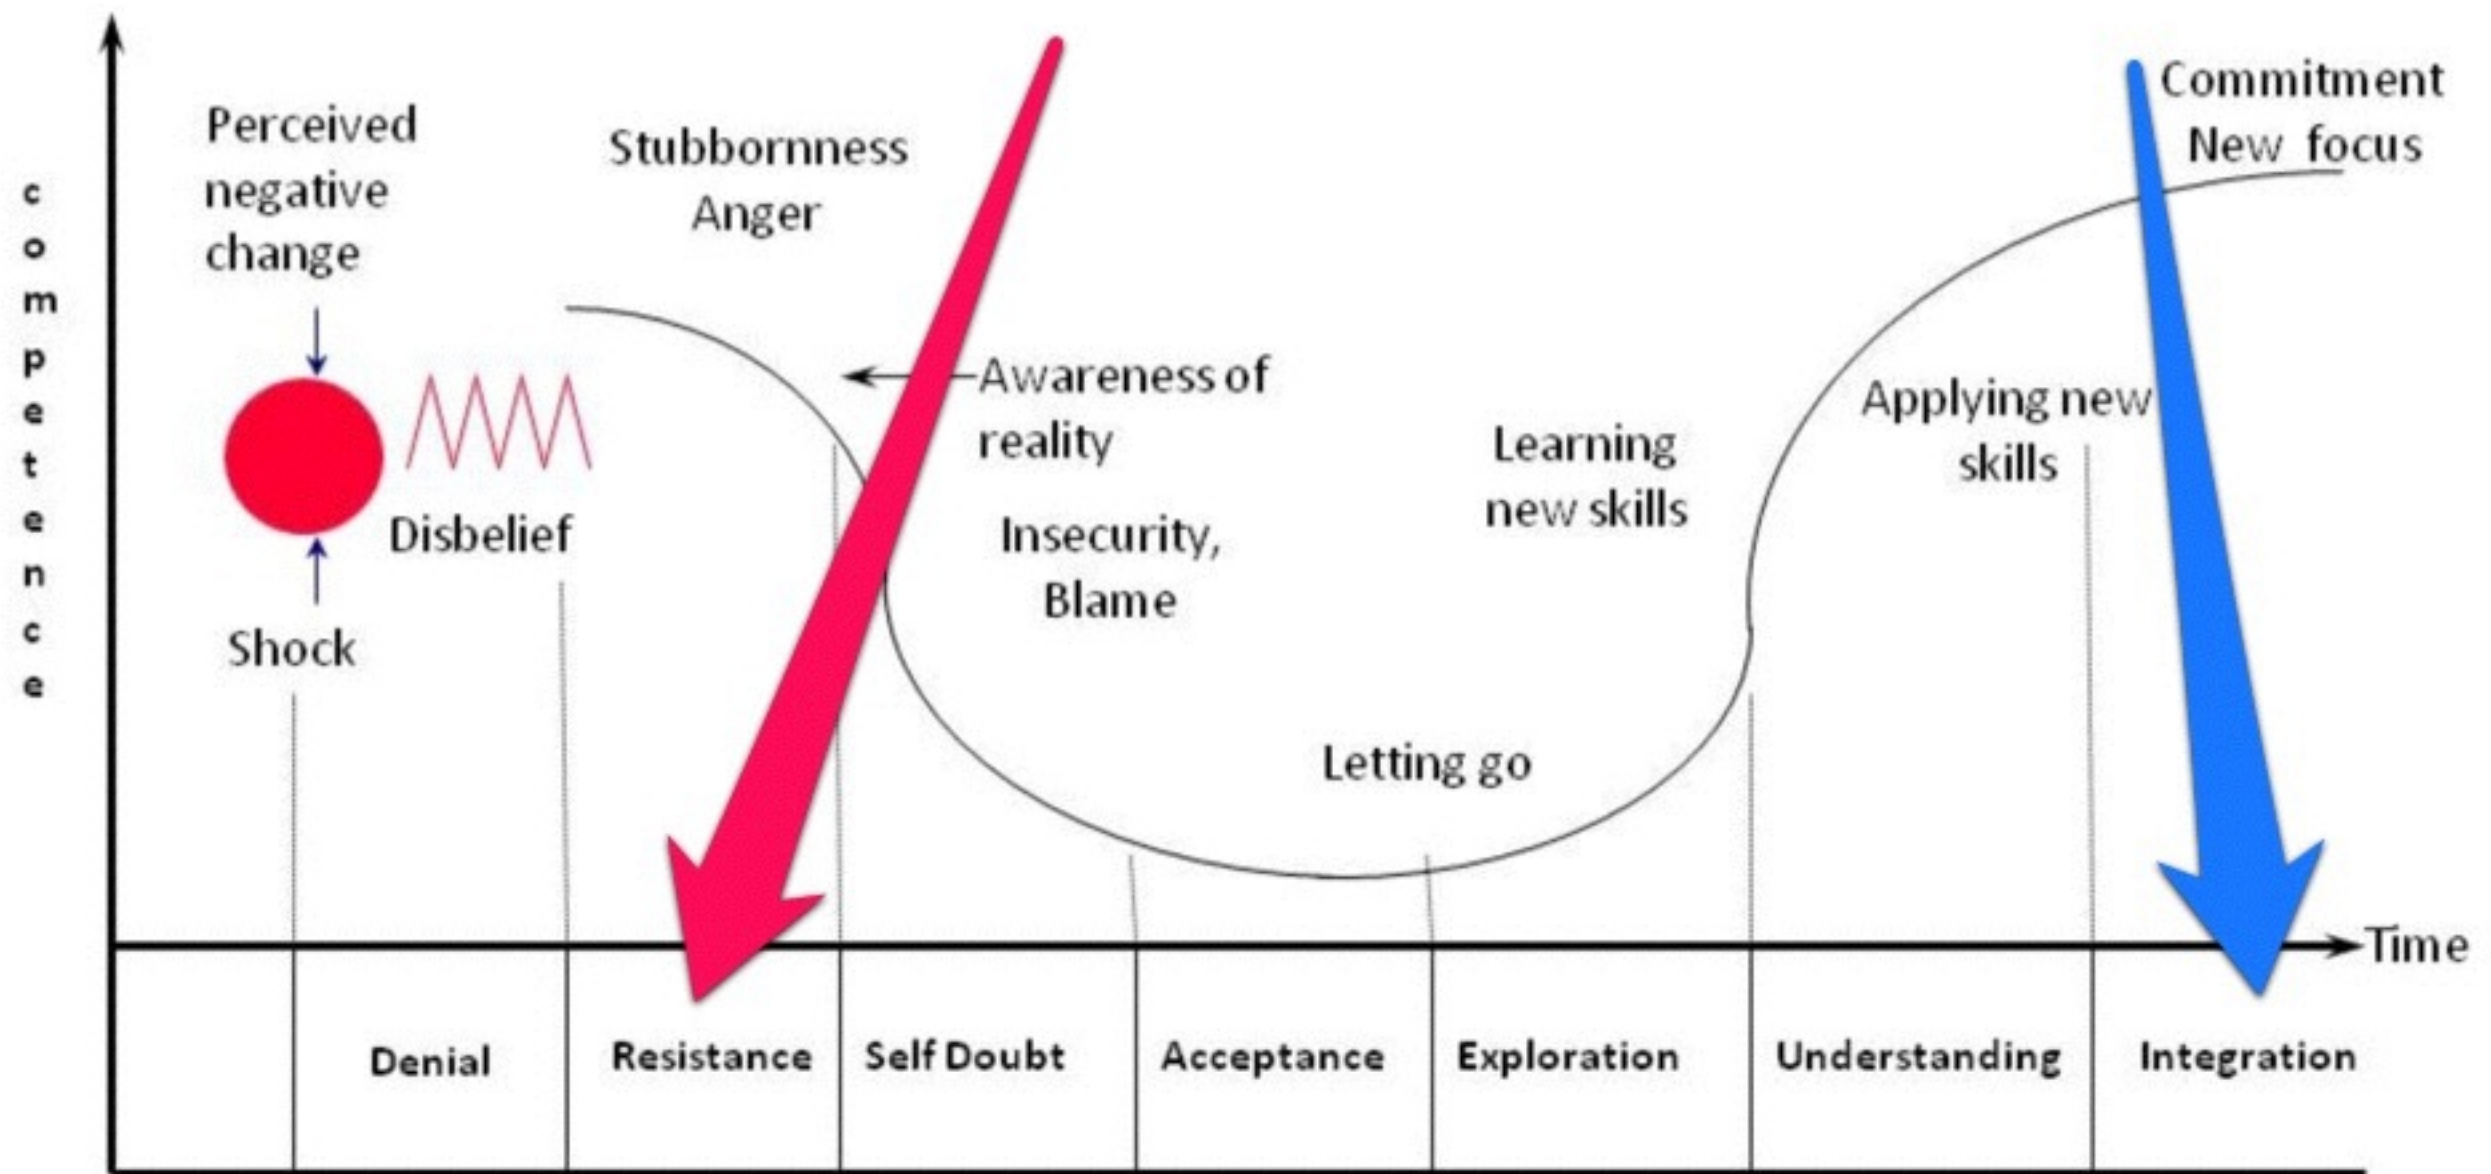 competence
Perceived
negative
change
Shock
Disbelief
Stubbornness
Anger
Awareness of
reality
Insecurity,
Blame
Letting go
Learning
new skills
Applying new
skills
Commitment
New focus
Time
Denial
Resistance
Self Doubt
Acceptance
Exploration
Understanding
Integration